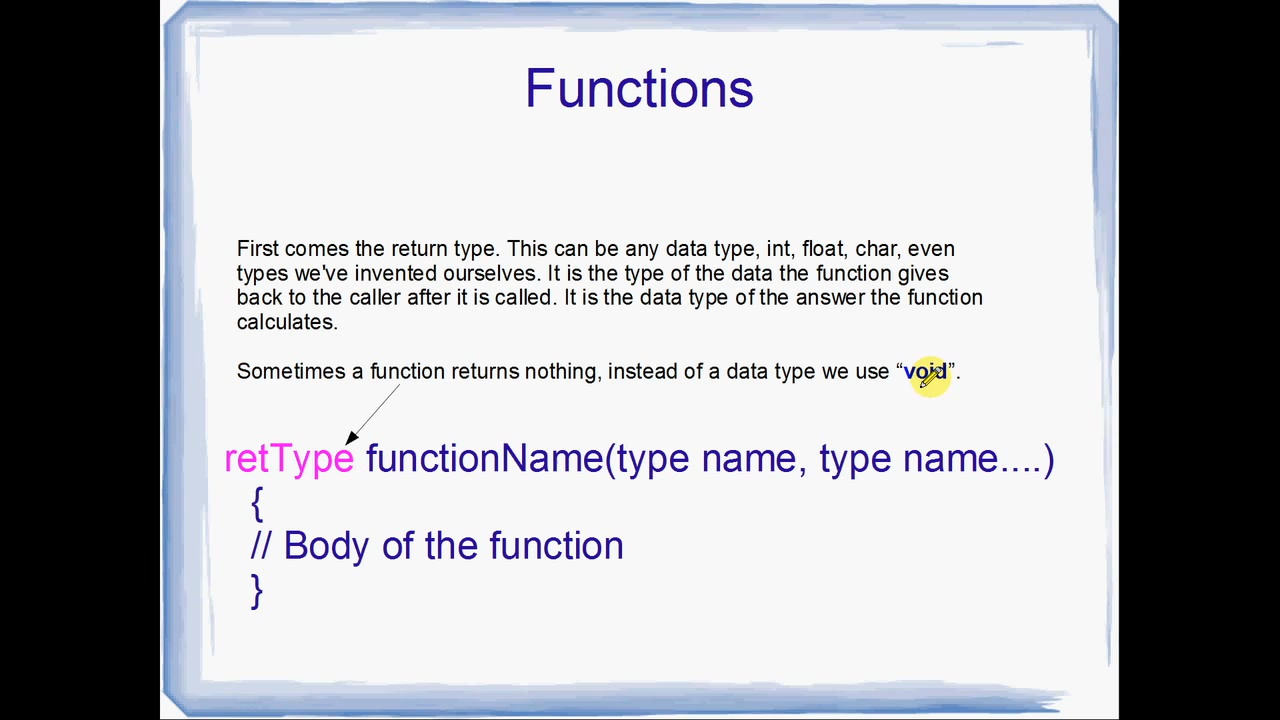 Functions
First comes the return type. This can be any data type, int, float, char, even
types we've invented ourselves. It is the type of the data the function gives
back to the caller after it is called. It is the data type of the answer the function
calculates.
Sometimes a function returns nothing, instead of a data type we use “void”.
retType functionName(type name, type name....)
{
// Body of the function
}